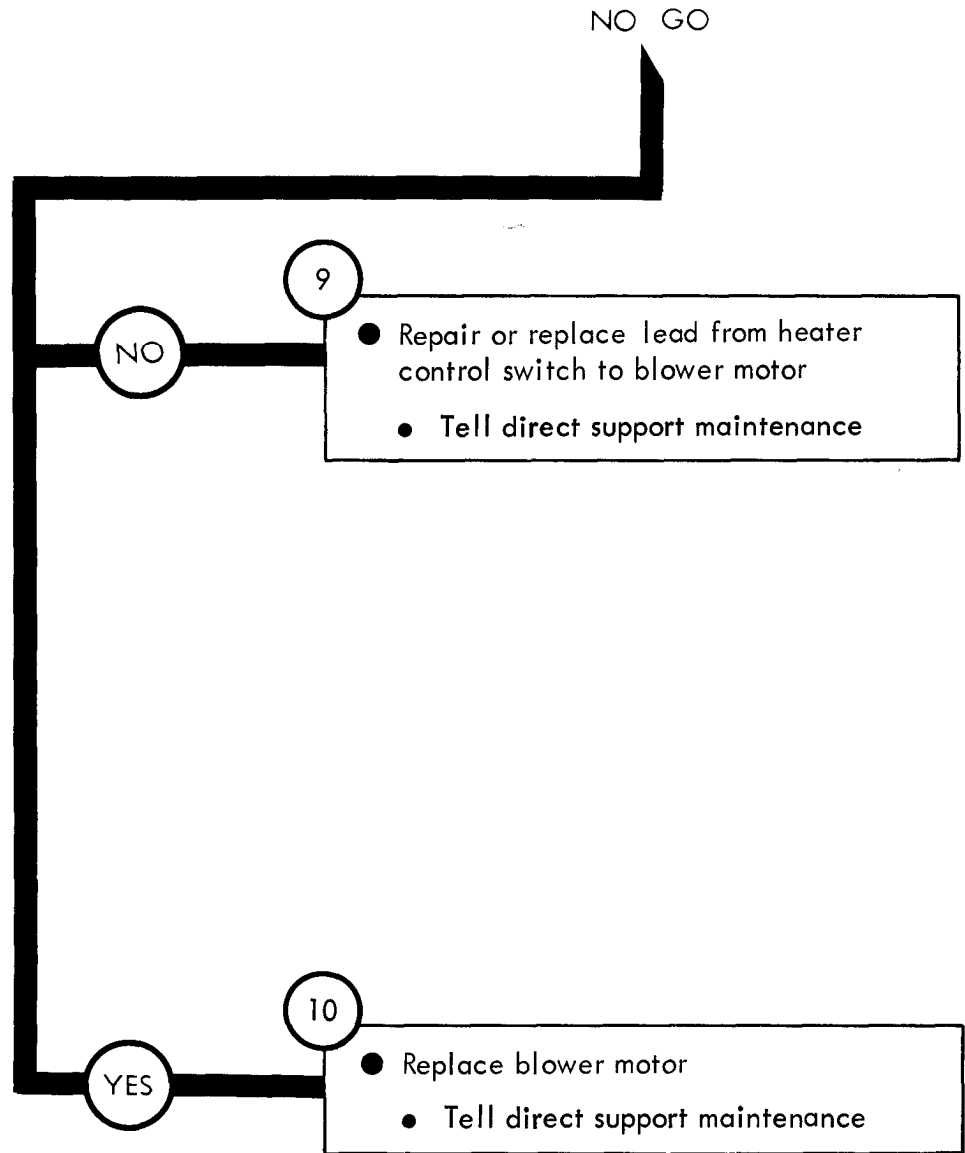 NO GO
9
NO
● Repair or replace lead from heater
control switch to blower motor
● Tell direct support maintenance
10
YES
● Replace blower motor
● Tell direct support maintenance